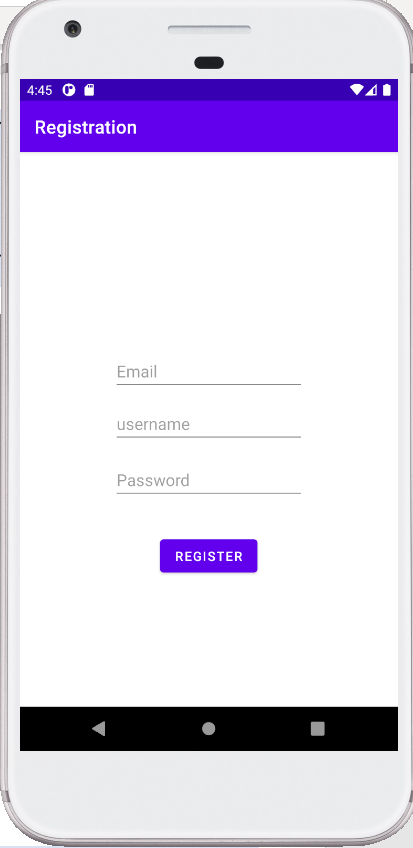 4:45
Registration
Email
username
Password
REGISTER